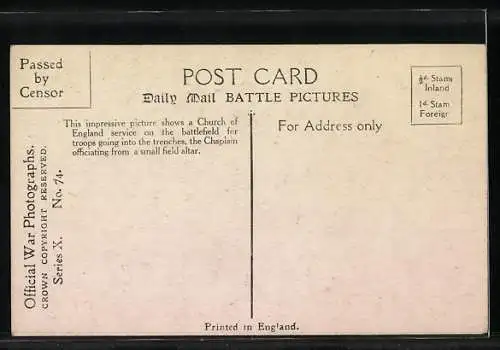 Passed
by
Censor
POST CARD
Daily Mail BATTLE PICTURES
½d. Stamp
Inland
1d. Stam
Foreign
This impressive picture shows a Church of
England service on the battlefield for
troops going into the trenches, the Chaplain
officiating from a small field altar.
For Address only
Official War Photographs.
CROWN COPYRIGHT RESERVED.
Series X. No. 74.
Printed in England.